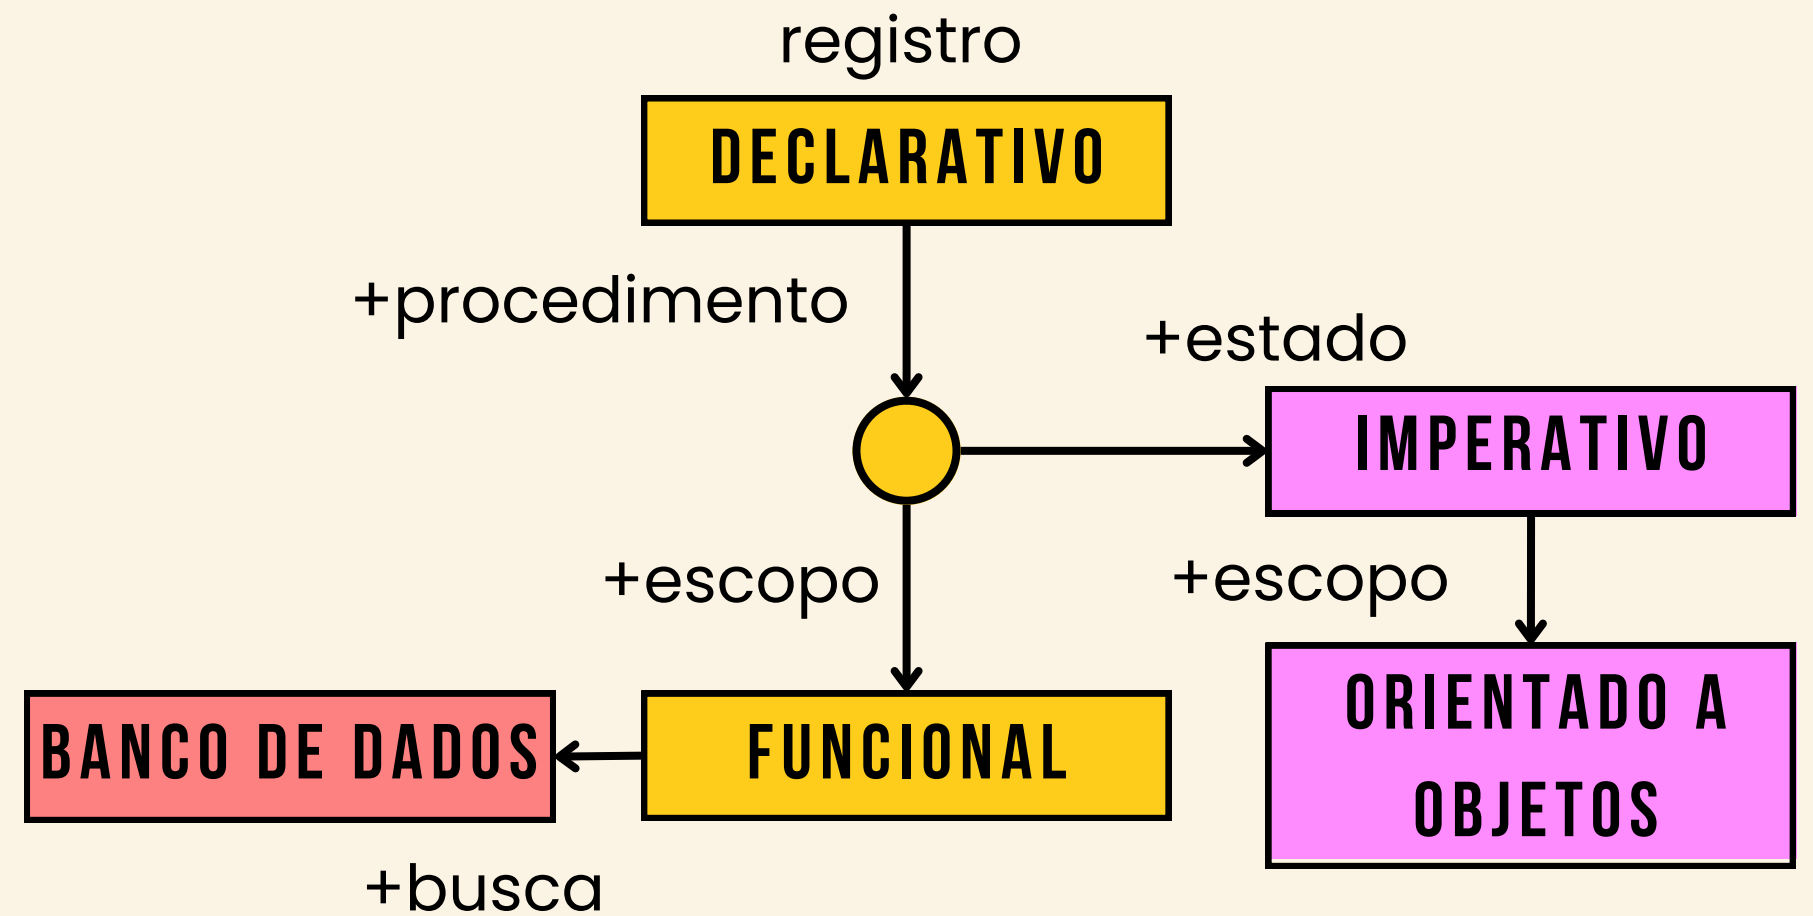 registro
DECLARATIVO
+procedimento
+estado
IMPERATIVO
+escopo
+escopo
BANCO DE DADOS
FUNCIONAL
ORIENTADO A
OBJETOS
+busca